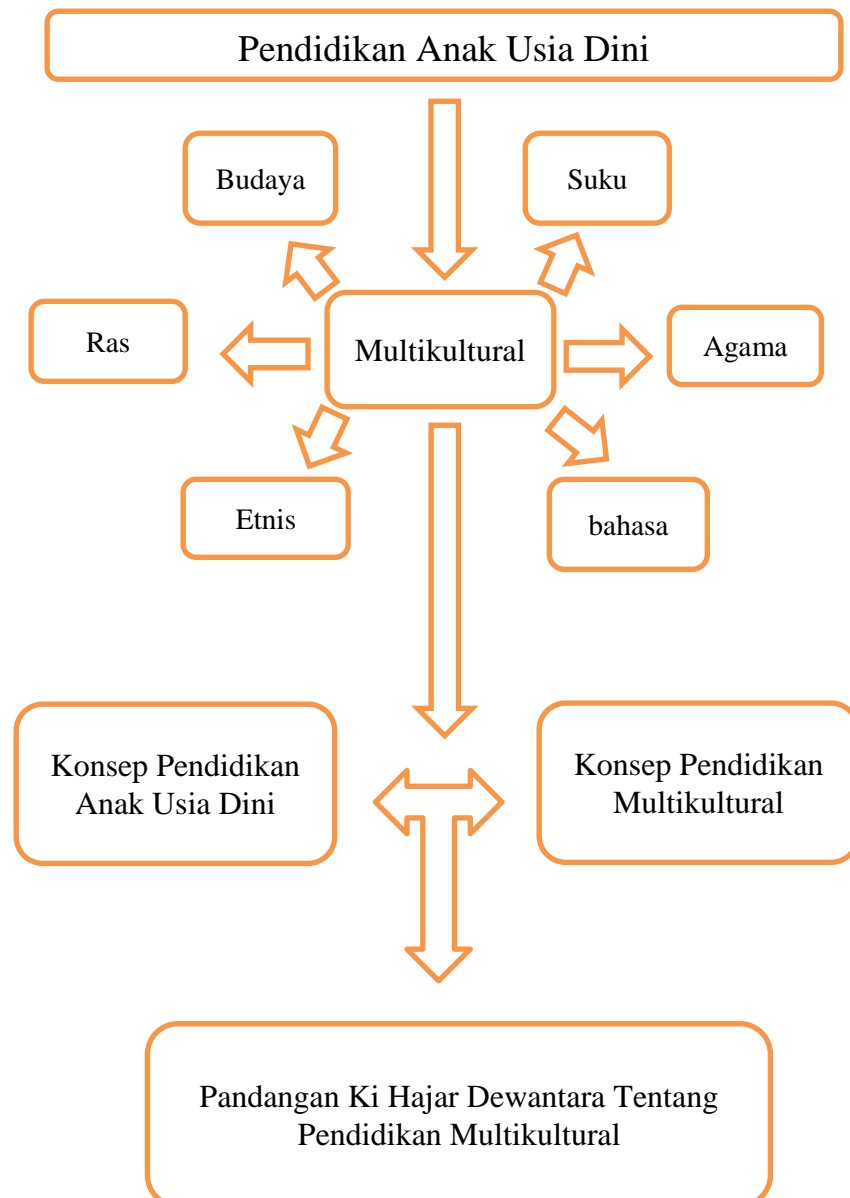 Pendidikan Anak Usia Dini
Budaya
Suku
Ras
Multikultural
Agama
Etnis
bahasa
Konsep Pendidikan
Anak Usia Dini
Konsep Pendidikan
Multikultural
Pandangan Ki Hajar Dewantara Tentang
Pendidikan Multikultural